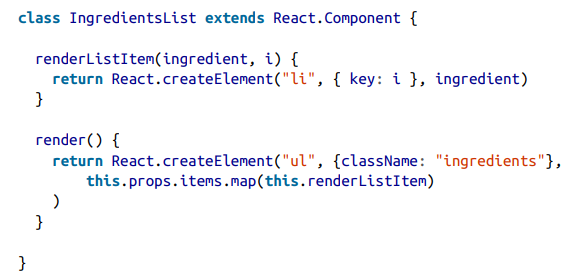 class IngredientsList extends React.Component {
renderListItem(ingredient, i) {
return React.createElement("li", { key: i }, ingredient)
}
render() {
return React.createElement("ul", {className: "ingredients"},
this.props.items.map(this.renderListItem)
)
}
}